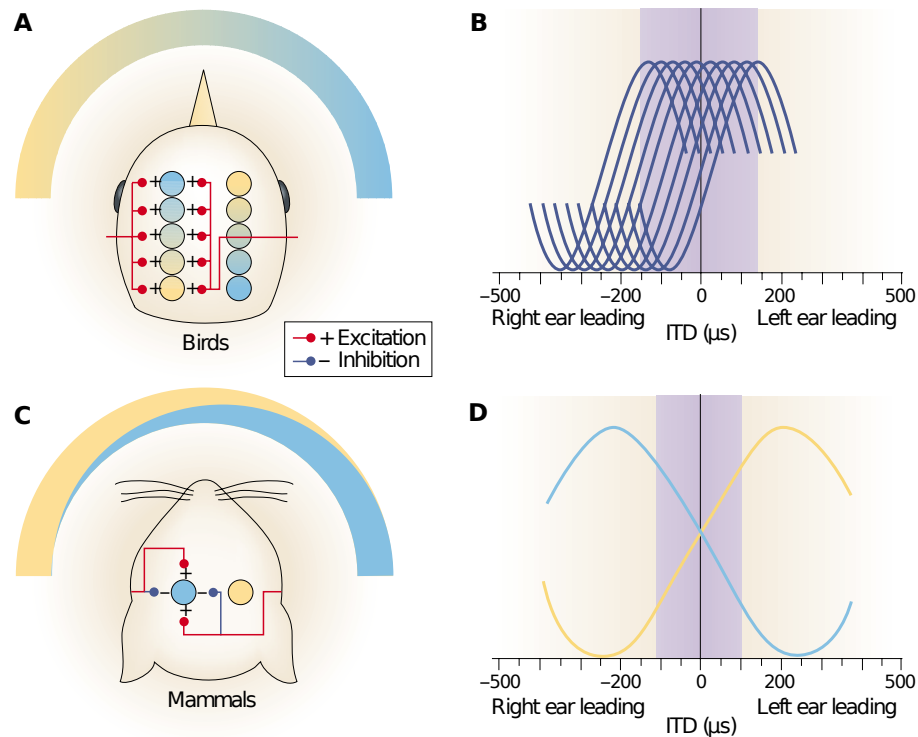 A
+ +
+ +
+ +
+ +
+ +
Birds
+ Excitation
– Inhibition
B
–500 –200 0 200 500
Right ear leading Left ear leading
ITD (µs)
C
+
– –
+
Mammals
D
–500 –200 0 200 500
Right ear leading Left ear leading
ITD (µs)